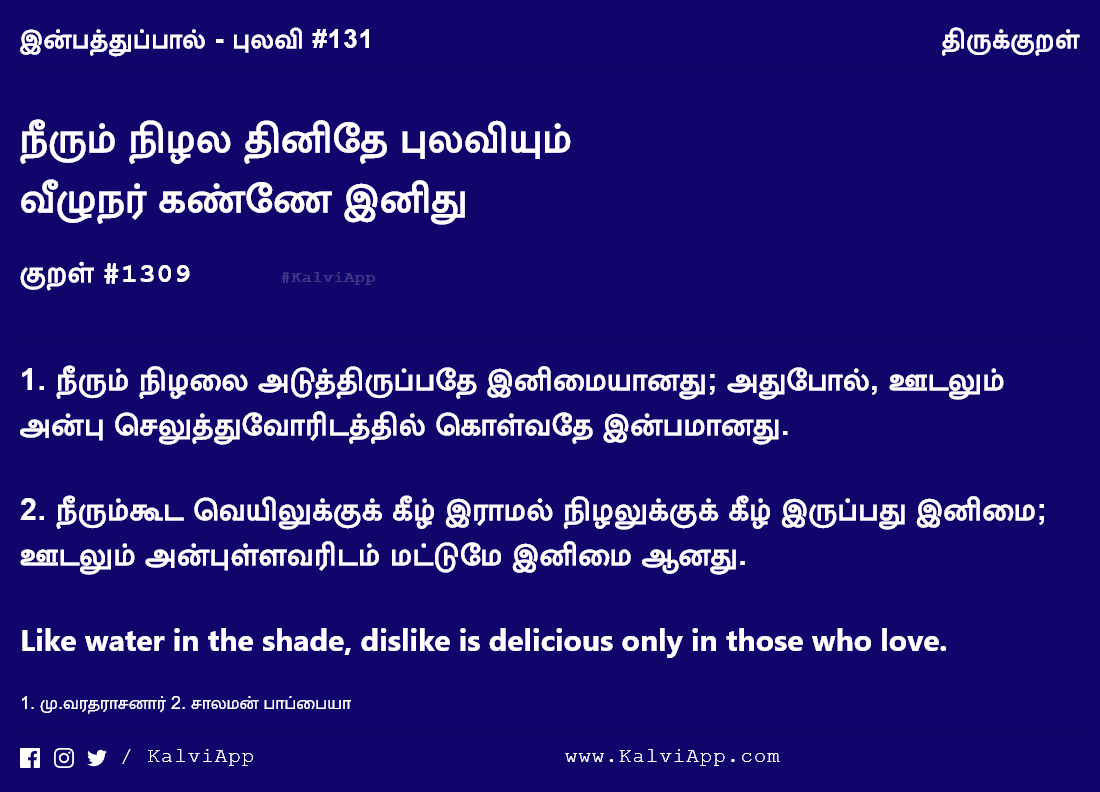 இன்பத்துப்பால் - புலவி #131
திருக்குறள்
நீரும் நிழல தினிதே புலவியும்
வீழுநர் கண்ணே இனிது
குறள் #1309
#KalviApp
1. நீரும் நிழலை அடுத்திருப்பதே இனிமையானது; அதுபோல், ஊடலும்
அன்பு செலுத்துவோரிடத்தில் கொள்வதே இன்பமானது.
2. நீரும்கூட வெயிலுக்குக் கீழ் இராமல் நிழலுக்குக் கீழ் இருப்பது இனிமை;
ஊடலும் அன்புள்ளவரிடம் மட்டுமே இனிமை ஆனது.
Like water in the shade, dislike is delicious only in those who love.
1. மு.வரதராசனார் 2. சாலமன் பாப்பையா
/ KalviApp
www.KalviApp.com